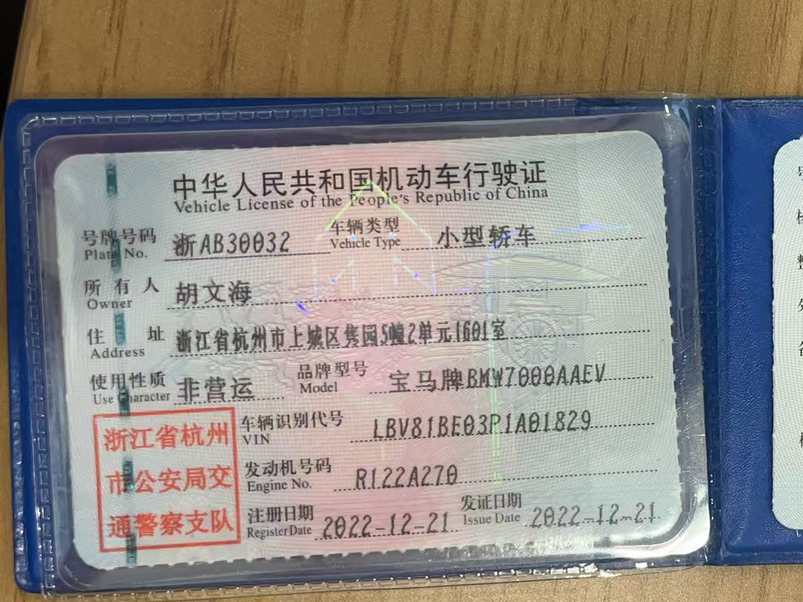 中华人民共和国机动车行驶证
Vehicle License of the People's Republic of China
号牌号码 Plate No. 浙AB30032 车辆类型 Vehicle Type 小型轿车
所有人 Owner 胡文海
住址 Address 浙江省杭州市上城区隽园5幢2单元1601室
使用性质 Use Character 非营运 品牌型号 Model 宝马牌BMW7000AAEV
浙江省杭州
市公安局交
通警察支队
车辆识别代号 VIN LBV81BE03P1A01829
发动机号码 Engine No. R122A270
注册日期 Register Date 2022-12-21 发证日期 Issue Date 2022-12-21